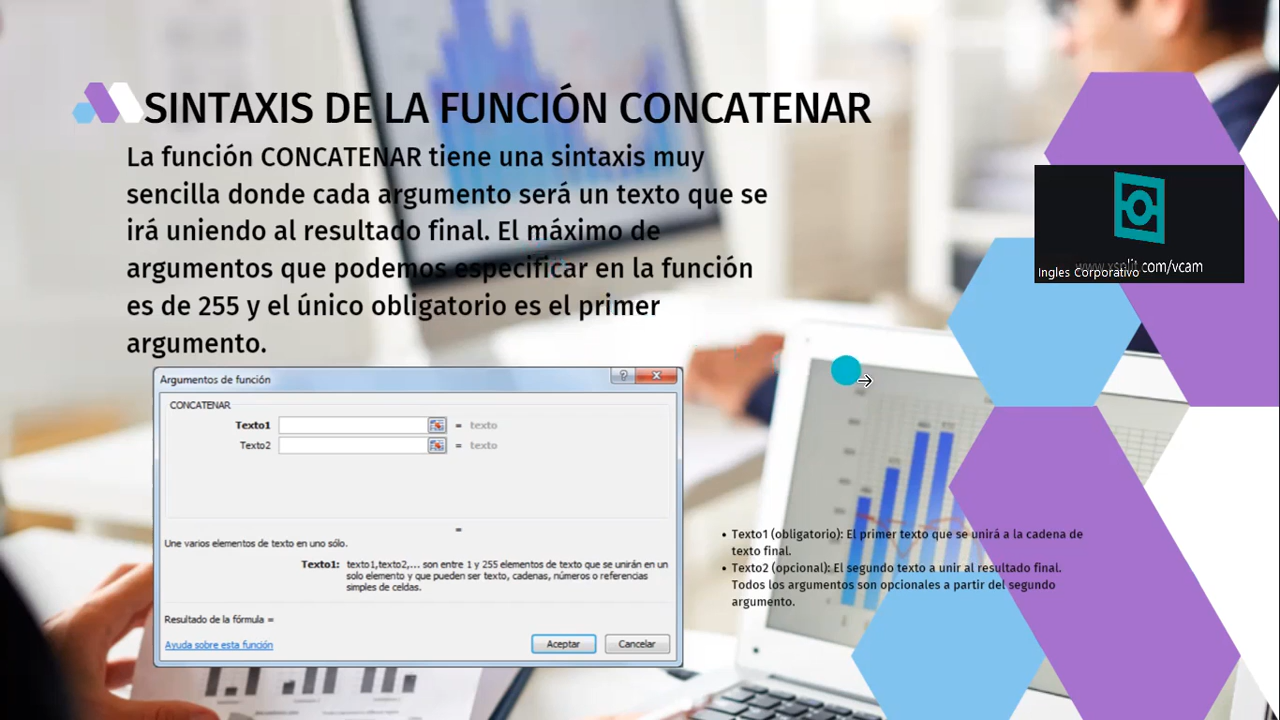 SINTAXIS DE LA FUNCIÓN CONCATENAR
La función CONCATENAR tiene una sintaxis muy
sencilla donde cada argumento será un texto que se
irá uniendo al resultado final. El máximo de
argumentos que podemos especificar en la función
es de 255 y el único obligatorio es el primer
argumento.
www.xsplit.com/vcam
Ingles Corporativo
Argumentos de función
CONCATENAR
Texto1 = texto
Texto2 = texto
=
Une varios elementos de texto en uno sólo.
Texto1: texto1,texto2,... son entre 1 y 255 elementos de texto que se unirán en un
solo elemento y que pueden ser texto, cadenas, números o referencias
simples de celdas.
Resultado de la fórmula =
Ayuda sobre esta función
Aceptar
Cancelar
• Texto1 (obligatorio): El primer texto que se unirá a la cadena de
texto final.
• Texto2 (opcional): El segundo texto a unir al resultado final.
Todos los argumentos son opcionales a partir del segundo
argumento.